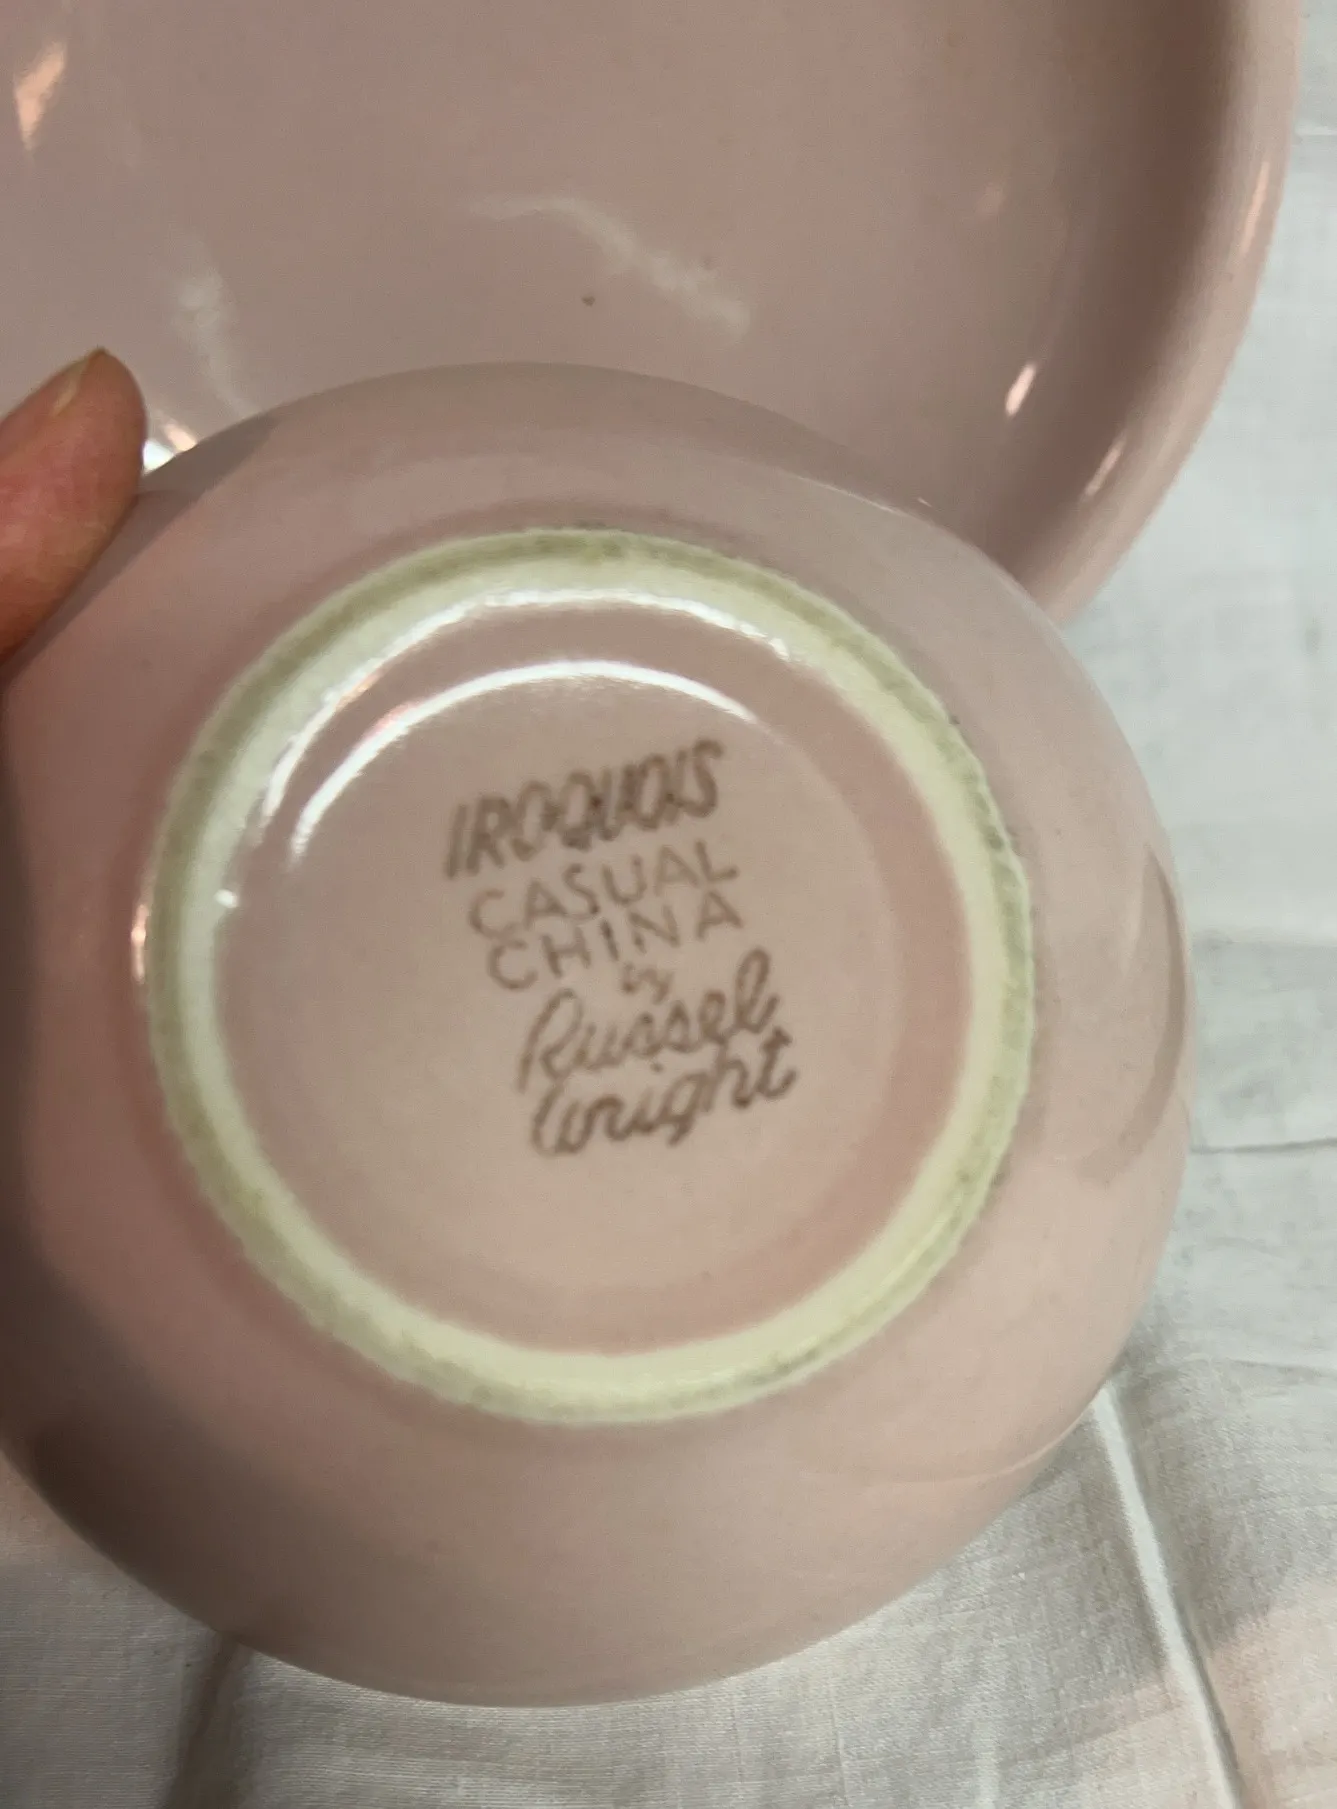 IROQUOIS
CASUAL
CHINA
by
Russel
Wright